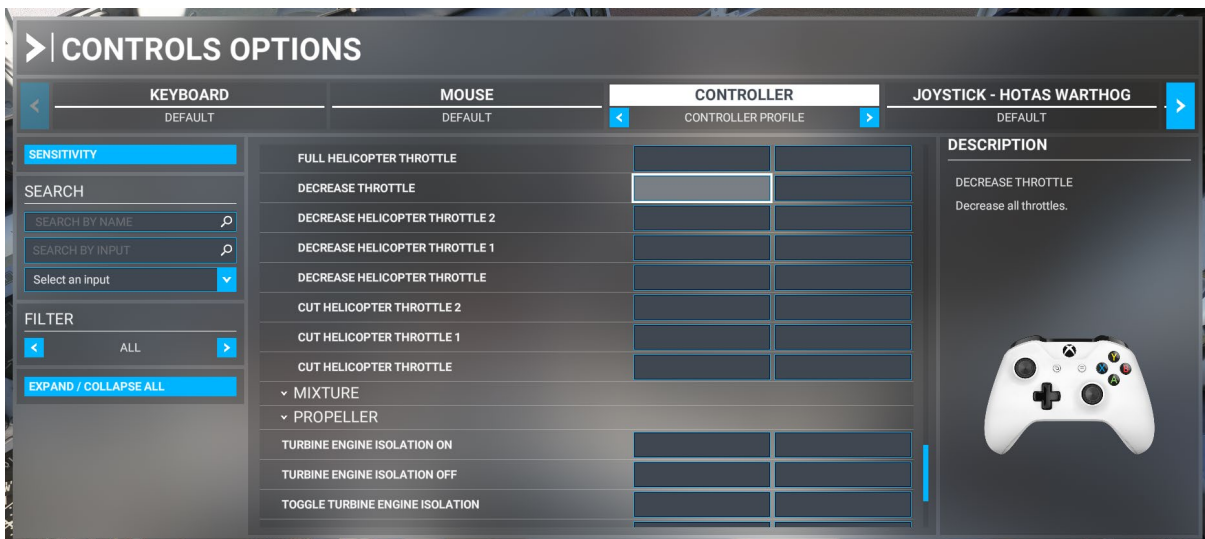 CONTROLS OPTIONS
KEYBOARD
DEFAULT
MOUSE
DEFAULT
CONTROLLER
CONTROLLER PROFILE
JOYSTICK - HOTAS WARTHOG
DEFAULT
SENSITIVITY
SEARCH
SEARCH BY NAME
SEARCH BY INPUT
Select an input
FILTER
ALL
EXPAND / COLLAPSE ALL
FULL HELICOPTER THROTTLE
DECREASE THROTTLE
DECREASE HELICOPTER THROTTLE 2
DECREASE HELICOPTER THROTTLE 1
DECREASE HELICOPTER THROTTLE
CUT HELICOPTER THROTTLE 2
CUT HELICOPTER THROTTLE 1
CUT HELICOPTER THROTTLE
MIXTURE
PROPELLER
TURBINE ENGINE ISOLATION ON
TURBINE ENGINE ISOLATION OFF
TOGGLE TURBINE ENGINE ISOLATION
DESCRIPTION
DECREASE THROTTLE
Decrease all throttles.
Y
X
B
A